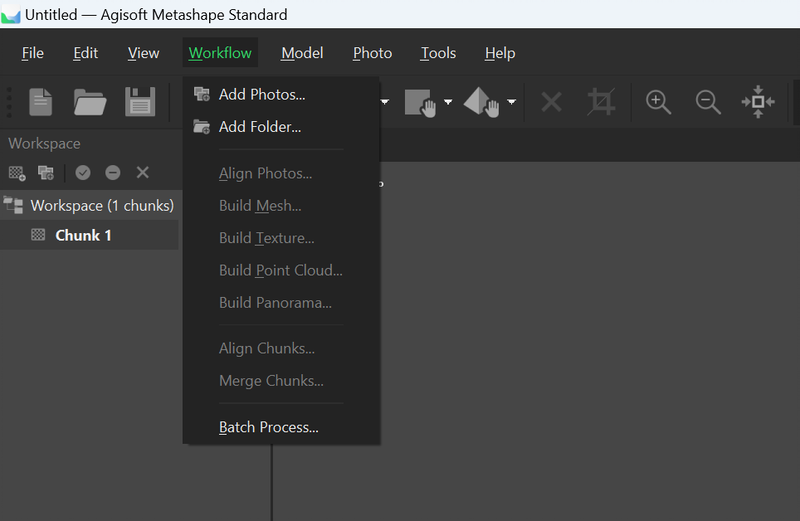 Untitled — Agisoft Metashape Standard
File Edit View Workflow Model Photo Tools Help
Workspace
Workspace (1 chunks)
Chunk 1
Add Photos...
Add Folder...
Align Photos...
Build Mesh...
Build Texture...
Build Point Cloud...
Build Panorama...
Align Chunks...
Merge Chunks...
Batch Process...